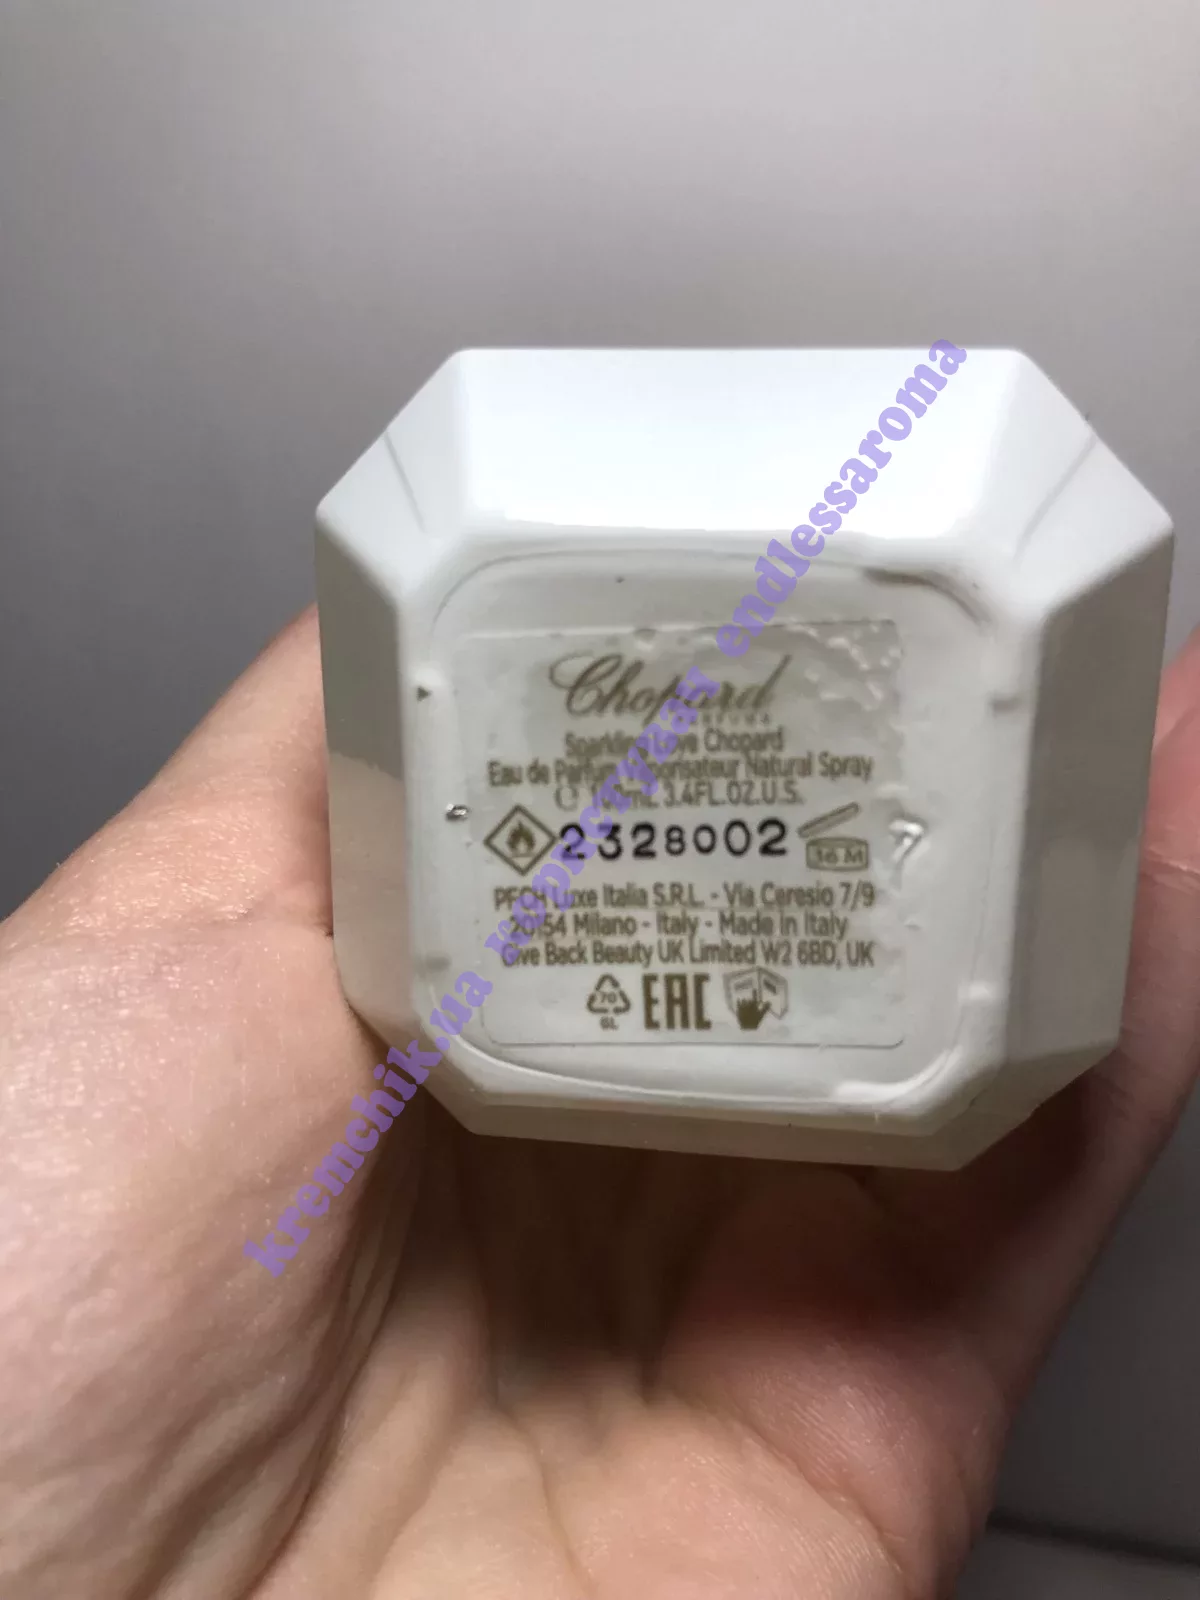 Chopard
PARFUMS
Sparkling Love Chopard
Eau de Parfum Vaporisateur Natural Spray
100mL 3.4FL.OZ.U.S.
2328002
36 M
7
PFCH Luxe Italia S.R.L. - Via Ceresio 7/9
20154 Milano - Italy - Made in Italy
Give Back Beauty UK Limited W2 6BD, UK
70
GL
EAC
kremchik.ua користувач endlessaroma